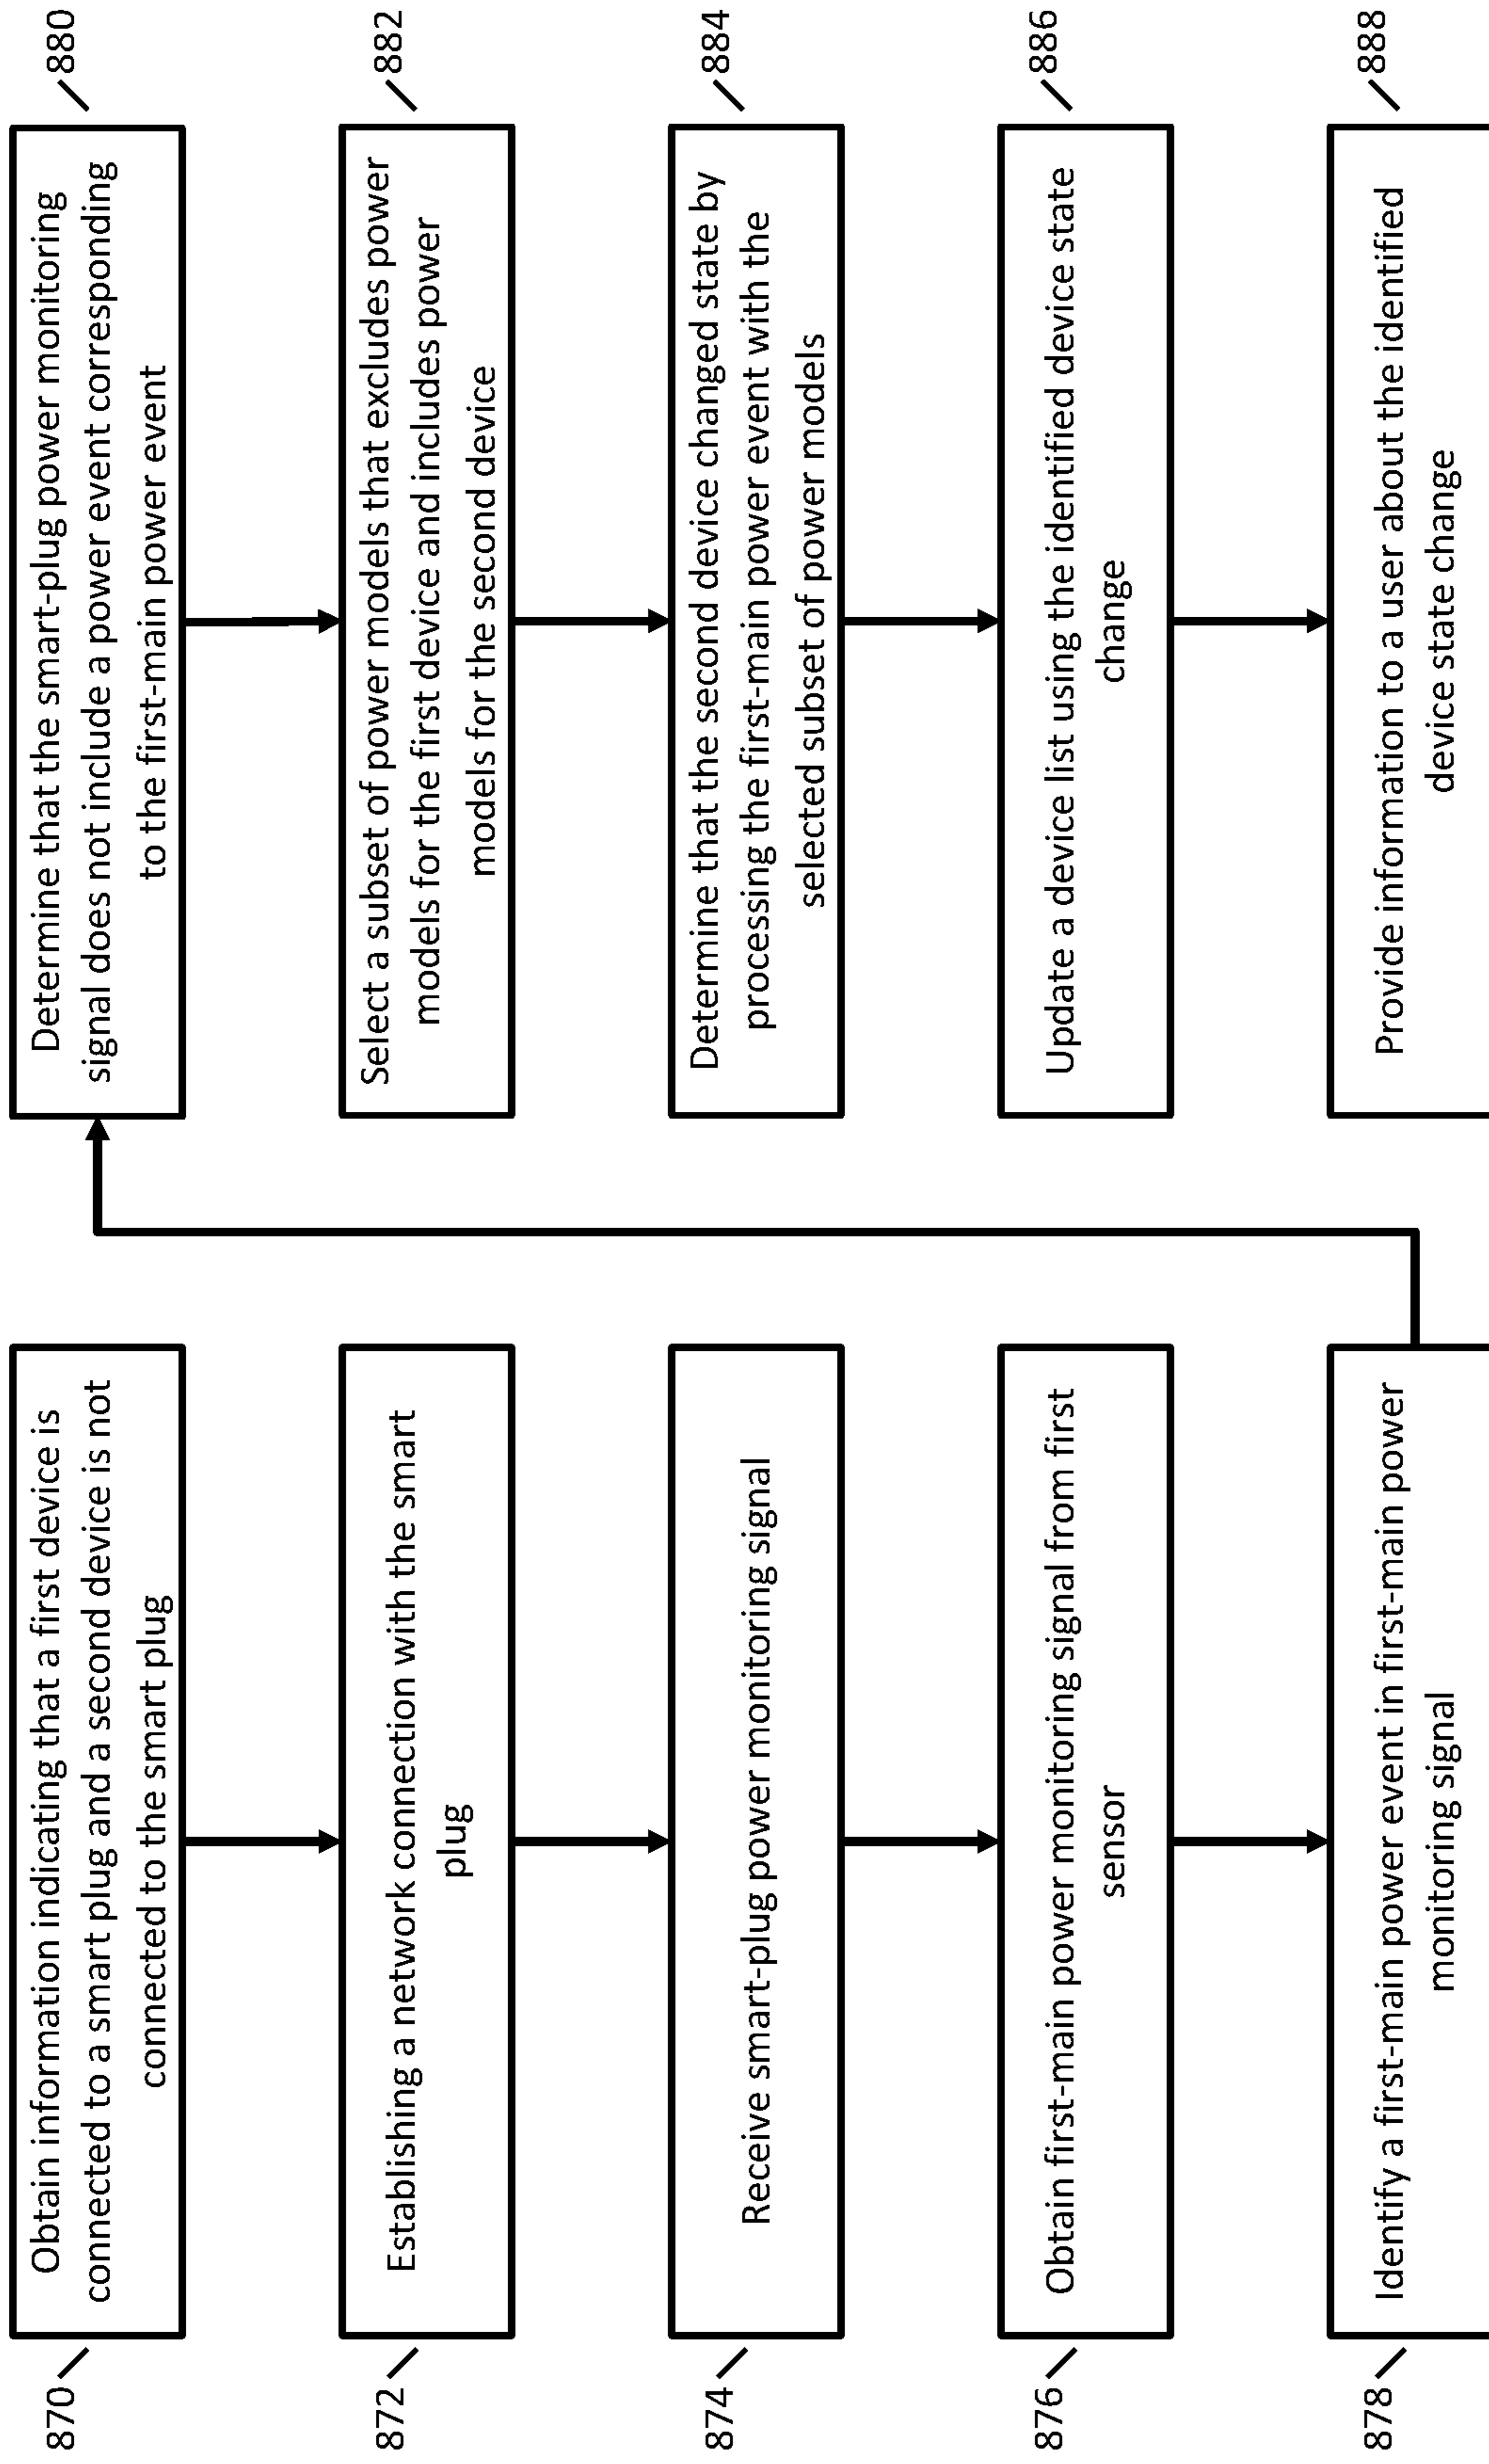 870
Obtain information indicating that a first device is
connected to a smart plug and a second device is not
connected to the smart plug
872
Establishing a network connection with the smart
plug
874
Receive smart-plug power monitoring signal
876
Obtain first-main power monitoring signal from first
sensor
878
Identify a first-main power event in first-main power
monitoring signal
880
Determine that the smart-plug power monitoring
signal does not include a power event corresponding
to the first-main power event
882
Select a subset of power models that excludes power
models for the first device and includes power
models for the second device
884
Determine that the second device changed state by
processing the first-main power event with the
selected subset of power models
886
Update a device list using the identified device state
change
888
Provide information to a user about the identified
device state change